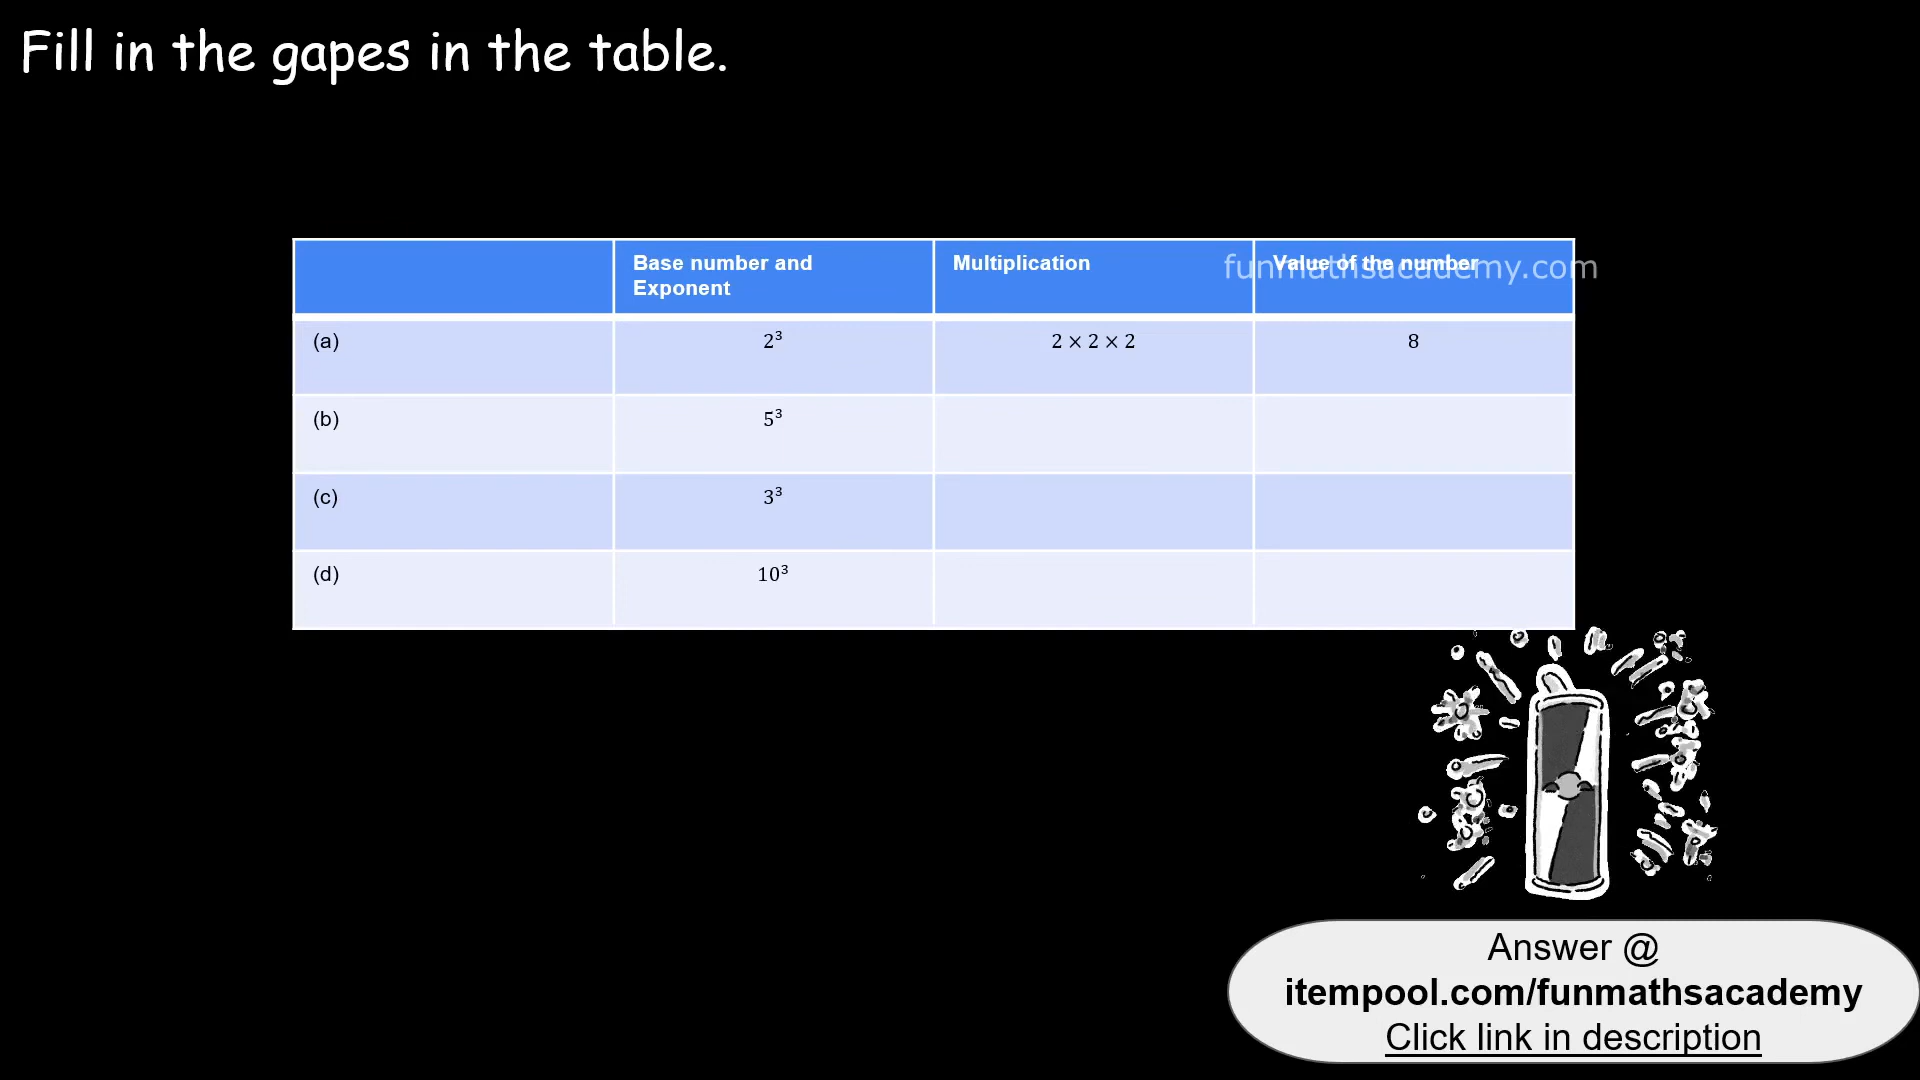 Fill in the gapes in the table.
Base number and Multiplication Value of the number
Exponent
funmathsacademy.com
(a) 2³ 2 × 2 × 2 8
(b) 5³
(c) 3³
(d) 10³
Answer @
itempool.com/funmathsacademy
Click link in description